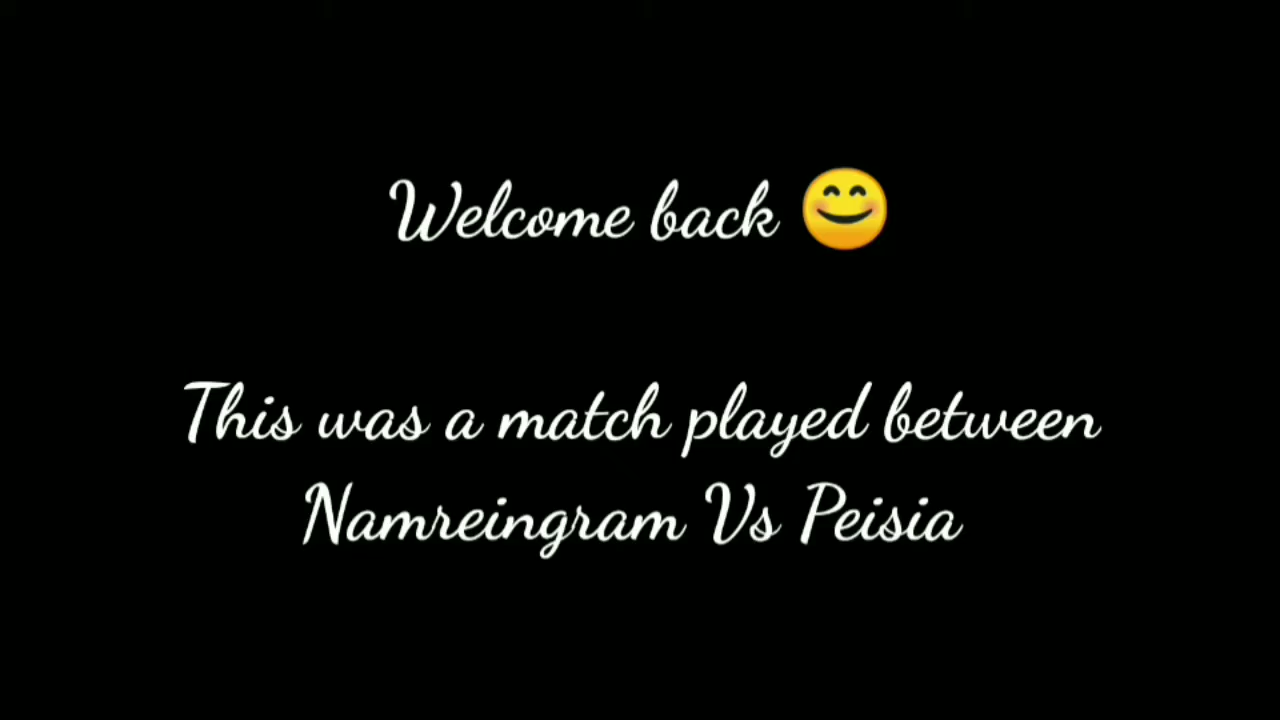 Welcome back 😊
This was a match played between
Namreingram Vs Peisia